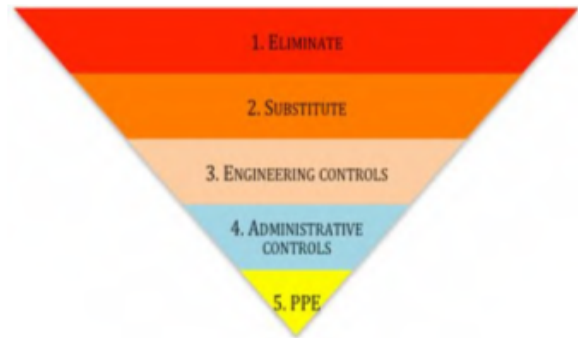 1. ELIMINATE
2. SUBSTITUTE
3. ENGINEERING CONTROLS
4. ADMINISTRATIVE
CONTROLS
5. PPE